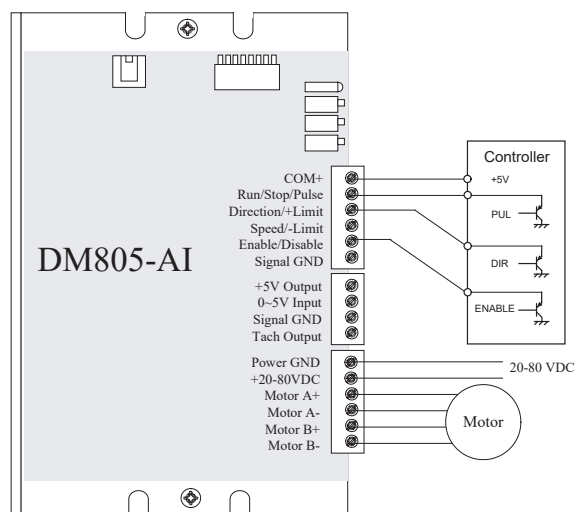 COM+
Run/Stop/Pulse
Direction/+Limit
Speed/-Limit
Enable/Disable
Signal GND
DM805-AI
+5V Output
0~5V Input
Signal GND
Tach Output
Power GND
+20-80VDC
Motor A+
Motor A-
Motor B+
Motor B-
Controller
+5V
PUL
DIR
ENABLE
20-80 VDC
Motor